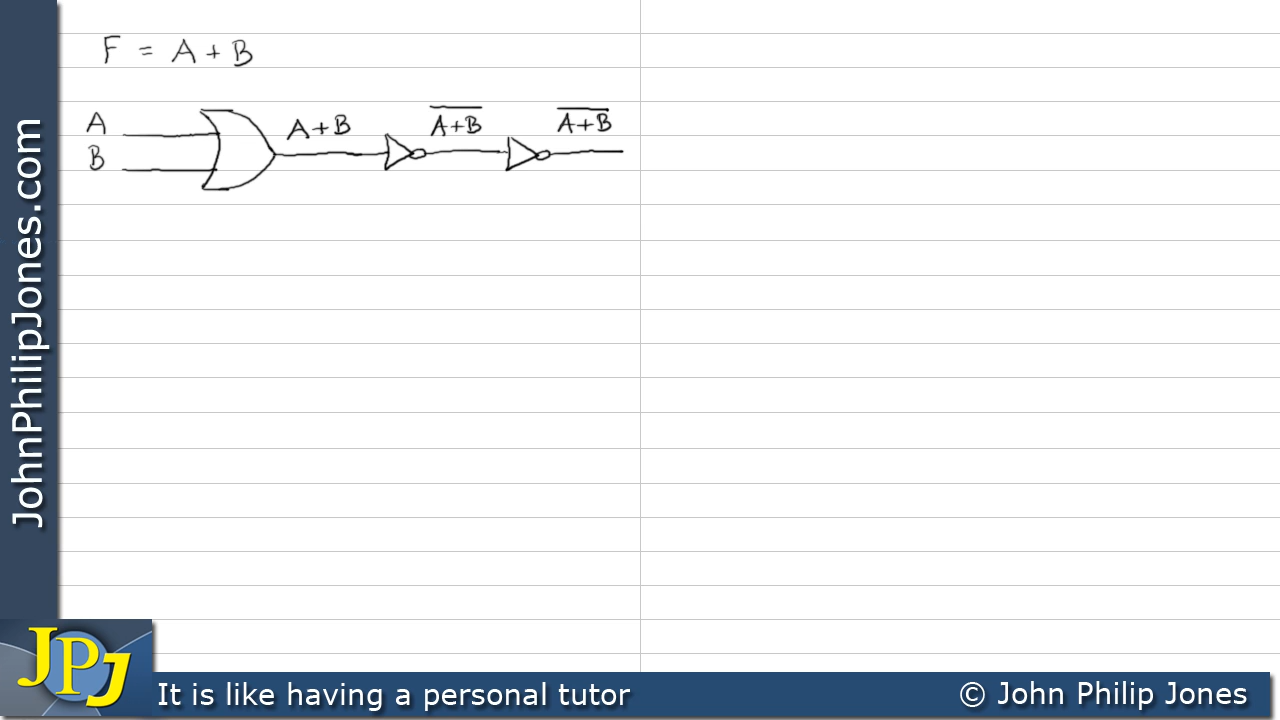 F = A + B
A
B
A+B
A̅+̅B̅
A̅+̅B̅
JohnPhilipJones.com
JPJ
It is like having a personal tutor
© John Philip Jones